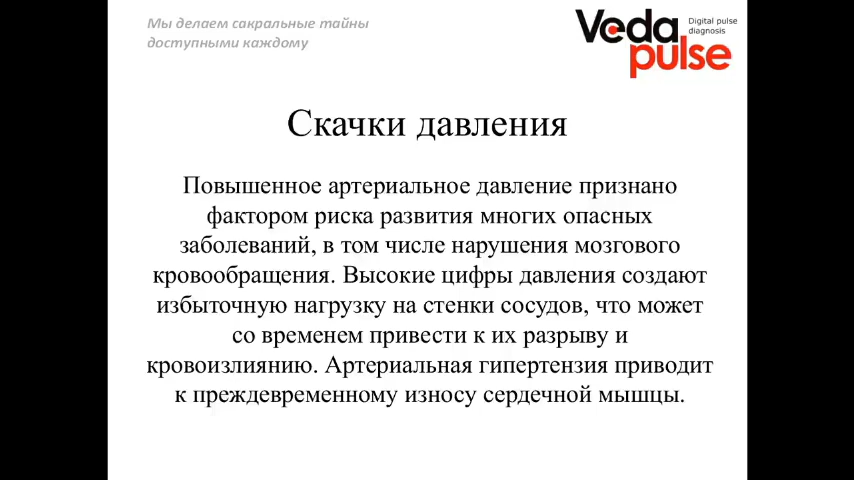 Мы делаем сакральные тайны
доступными каждому
Veda
pulse
Digital pulse
diagnosis
Скачки давления
Повышенное артериальное давление признано
фактором риска развития многих опасных
заболеваний, в том числе нарушения мозгового
кровообращения. Высокие цифры давления создают
избыточную нагрузку на стенки сосудов, что может
со временем привести к их разрыву и
кровоизлиянию. Артериальная гипертензия приводит
к преждевременному износу сердечной мышцы.